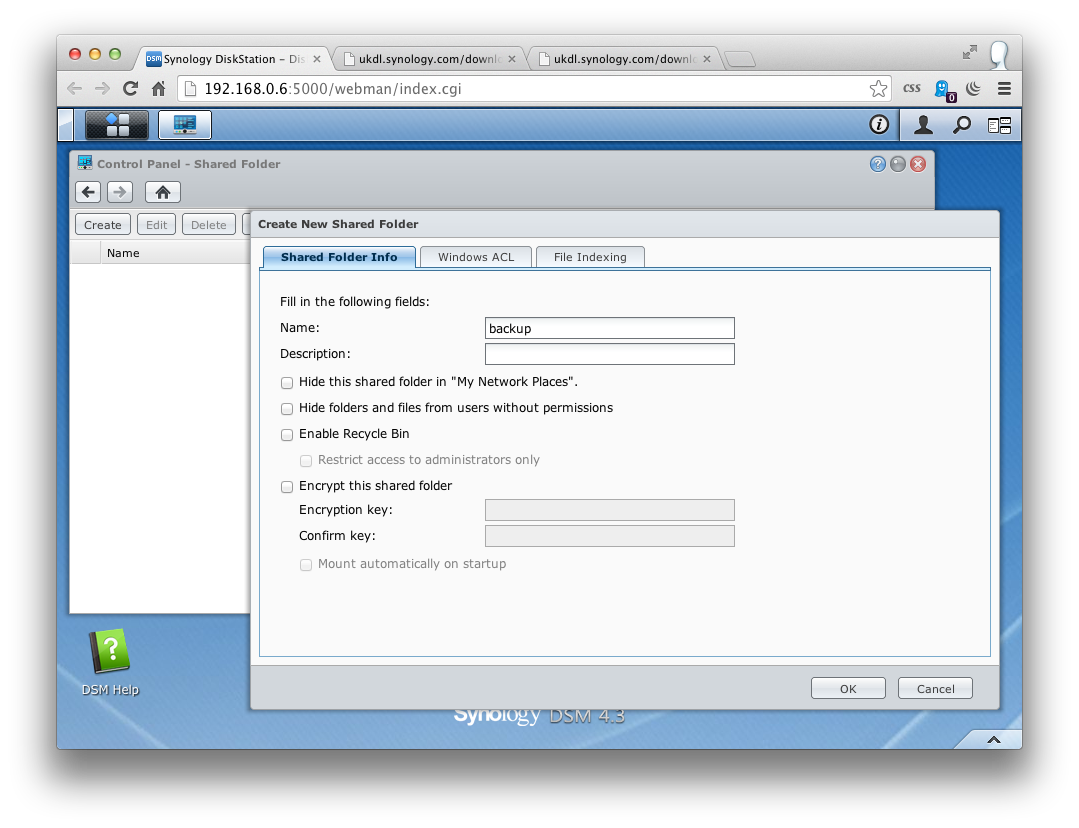 DSM Synology DiskStation – Dis
ukdl.synology.com/downlo
ukdl.synology.com/downlo
192.168.0.6:5000/webman/index.cgi
css
0
Control Panel - Shared Folder
Create
Edit
Delete
Name
Create New Shared Folder
Shared Folder Info
Windows ACL
File Indexing
Fill in the following fields:
Name:
backup
Description:
Hide this shared folder in "My Network Places".
Hide folders and files from users without permissions
Enable Recycle Bin
Restrict access to administrators only
Encrypt this shared folder
Encryption key:
Confirm key:
Mount automatically on startup
OK
Cancel
DSM Help
Synology DSM 4.3